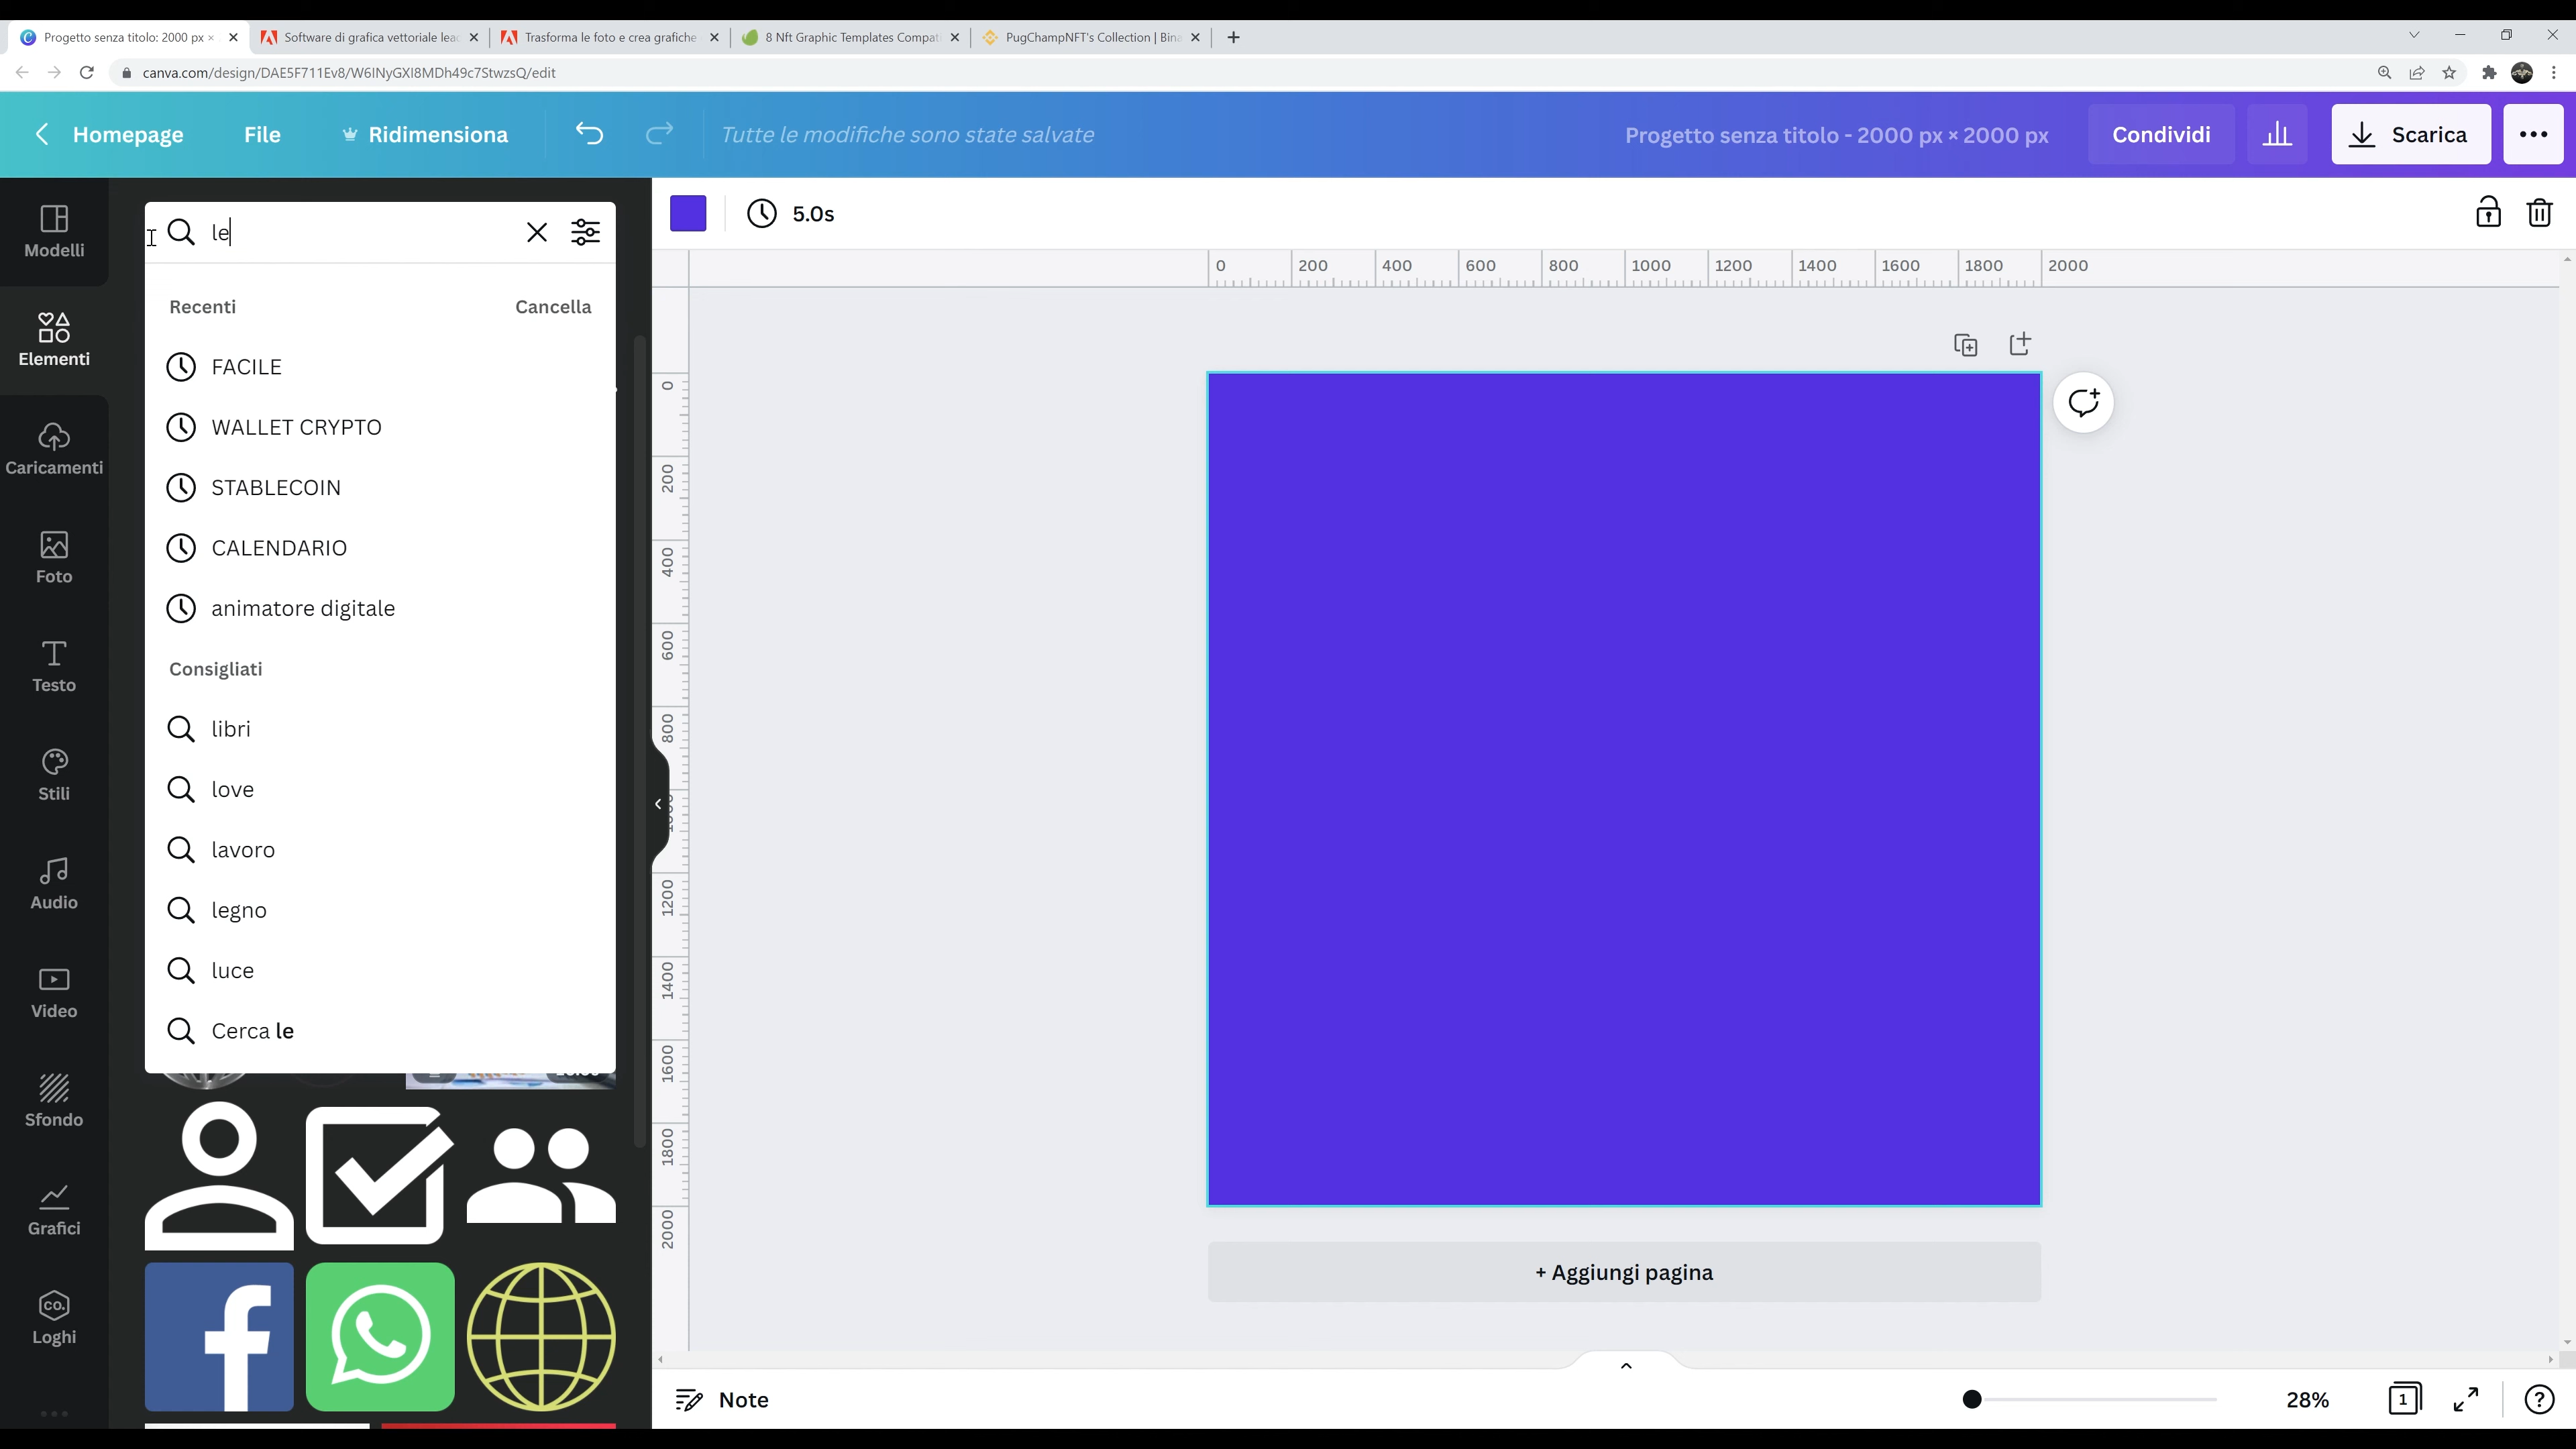 Progetto senza titolo: 2000 px ×
Software di grafica vettoriale lea
Trasforma le foto e crea grafiche
8 Nft Graphic Templates Compat
PugChampNFT's Collection | Bina
canva.com/design/DAE5F711Ev8/W6INyGXI8MDh49c7StwzsQ/edit
Homepage
File
Ridimensiona
Tutte le modifiche sono state salvate
Progetto senza titolo - 2000 px × 2000 px
Condividi
Scarica
Modelli
Elementi
Caricamenti
Foto
Testo
Stili
Audio
Video
Sfondo
Grafici
CO.
Loghi
le
Recenti Cancella
FACILE
WALLET CRYPTO
STABLECOIN
CALENDARIO
animatore digitale
Consigliati
libri
love
lavoro
legno
luce
Cerca le
5.0s
0 200 400 600 800 1000 1200 1400 1600 1800 2000
0
200
400
600
800
1200
1400
1600
1800
2000
+ Aggiungi pagina
Note
28%
1